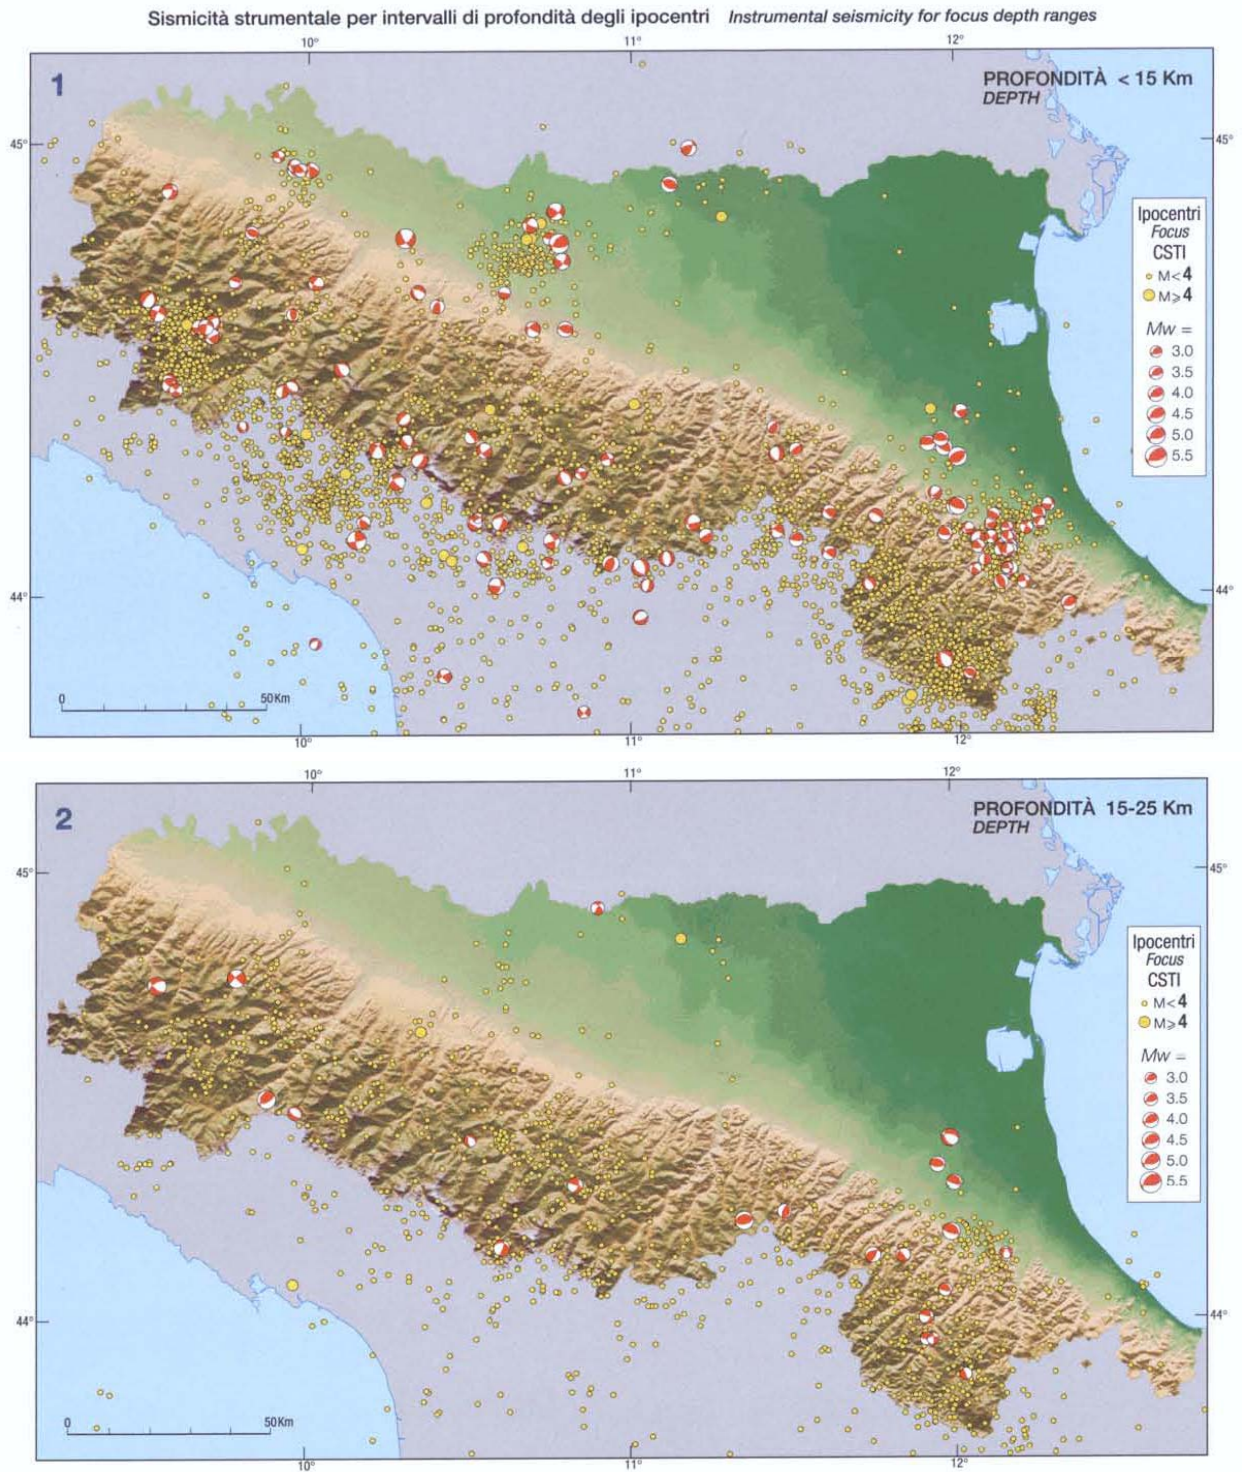 Sismicità strumentale per intervalli di profondità degli ipocentri Instrumental seismicity for focus depth ranges
10° 11° 12°
1
PROFONDITÀ < 15 Km
DEPTH
45° 45°
Ipocentri
Focus
CSTI
M<4
M⩾4
Mw =
3.0
3.5
4.0
4.5
5.0
5.5
44° 44°
0 50Km
10° 11° 12°
10° 11° 12°
2
PROFONDITÀ 15-25 Km
DEPTH
45° 45°
Ipocentri
Focus
CSTI
M<4
M⩾4
Mw =
3.0
3.5
4.0
4.5
5.0
5.5
44° 44°
0 50Km
10° 11° 12°